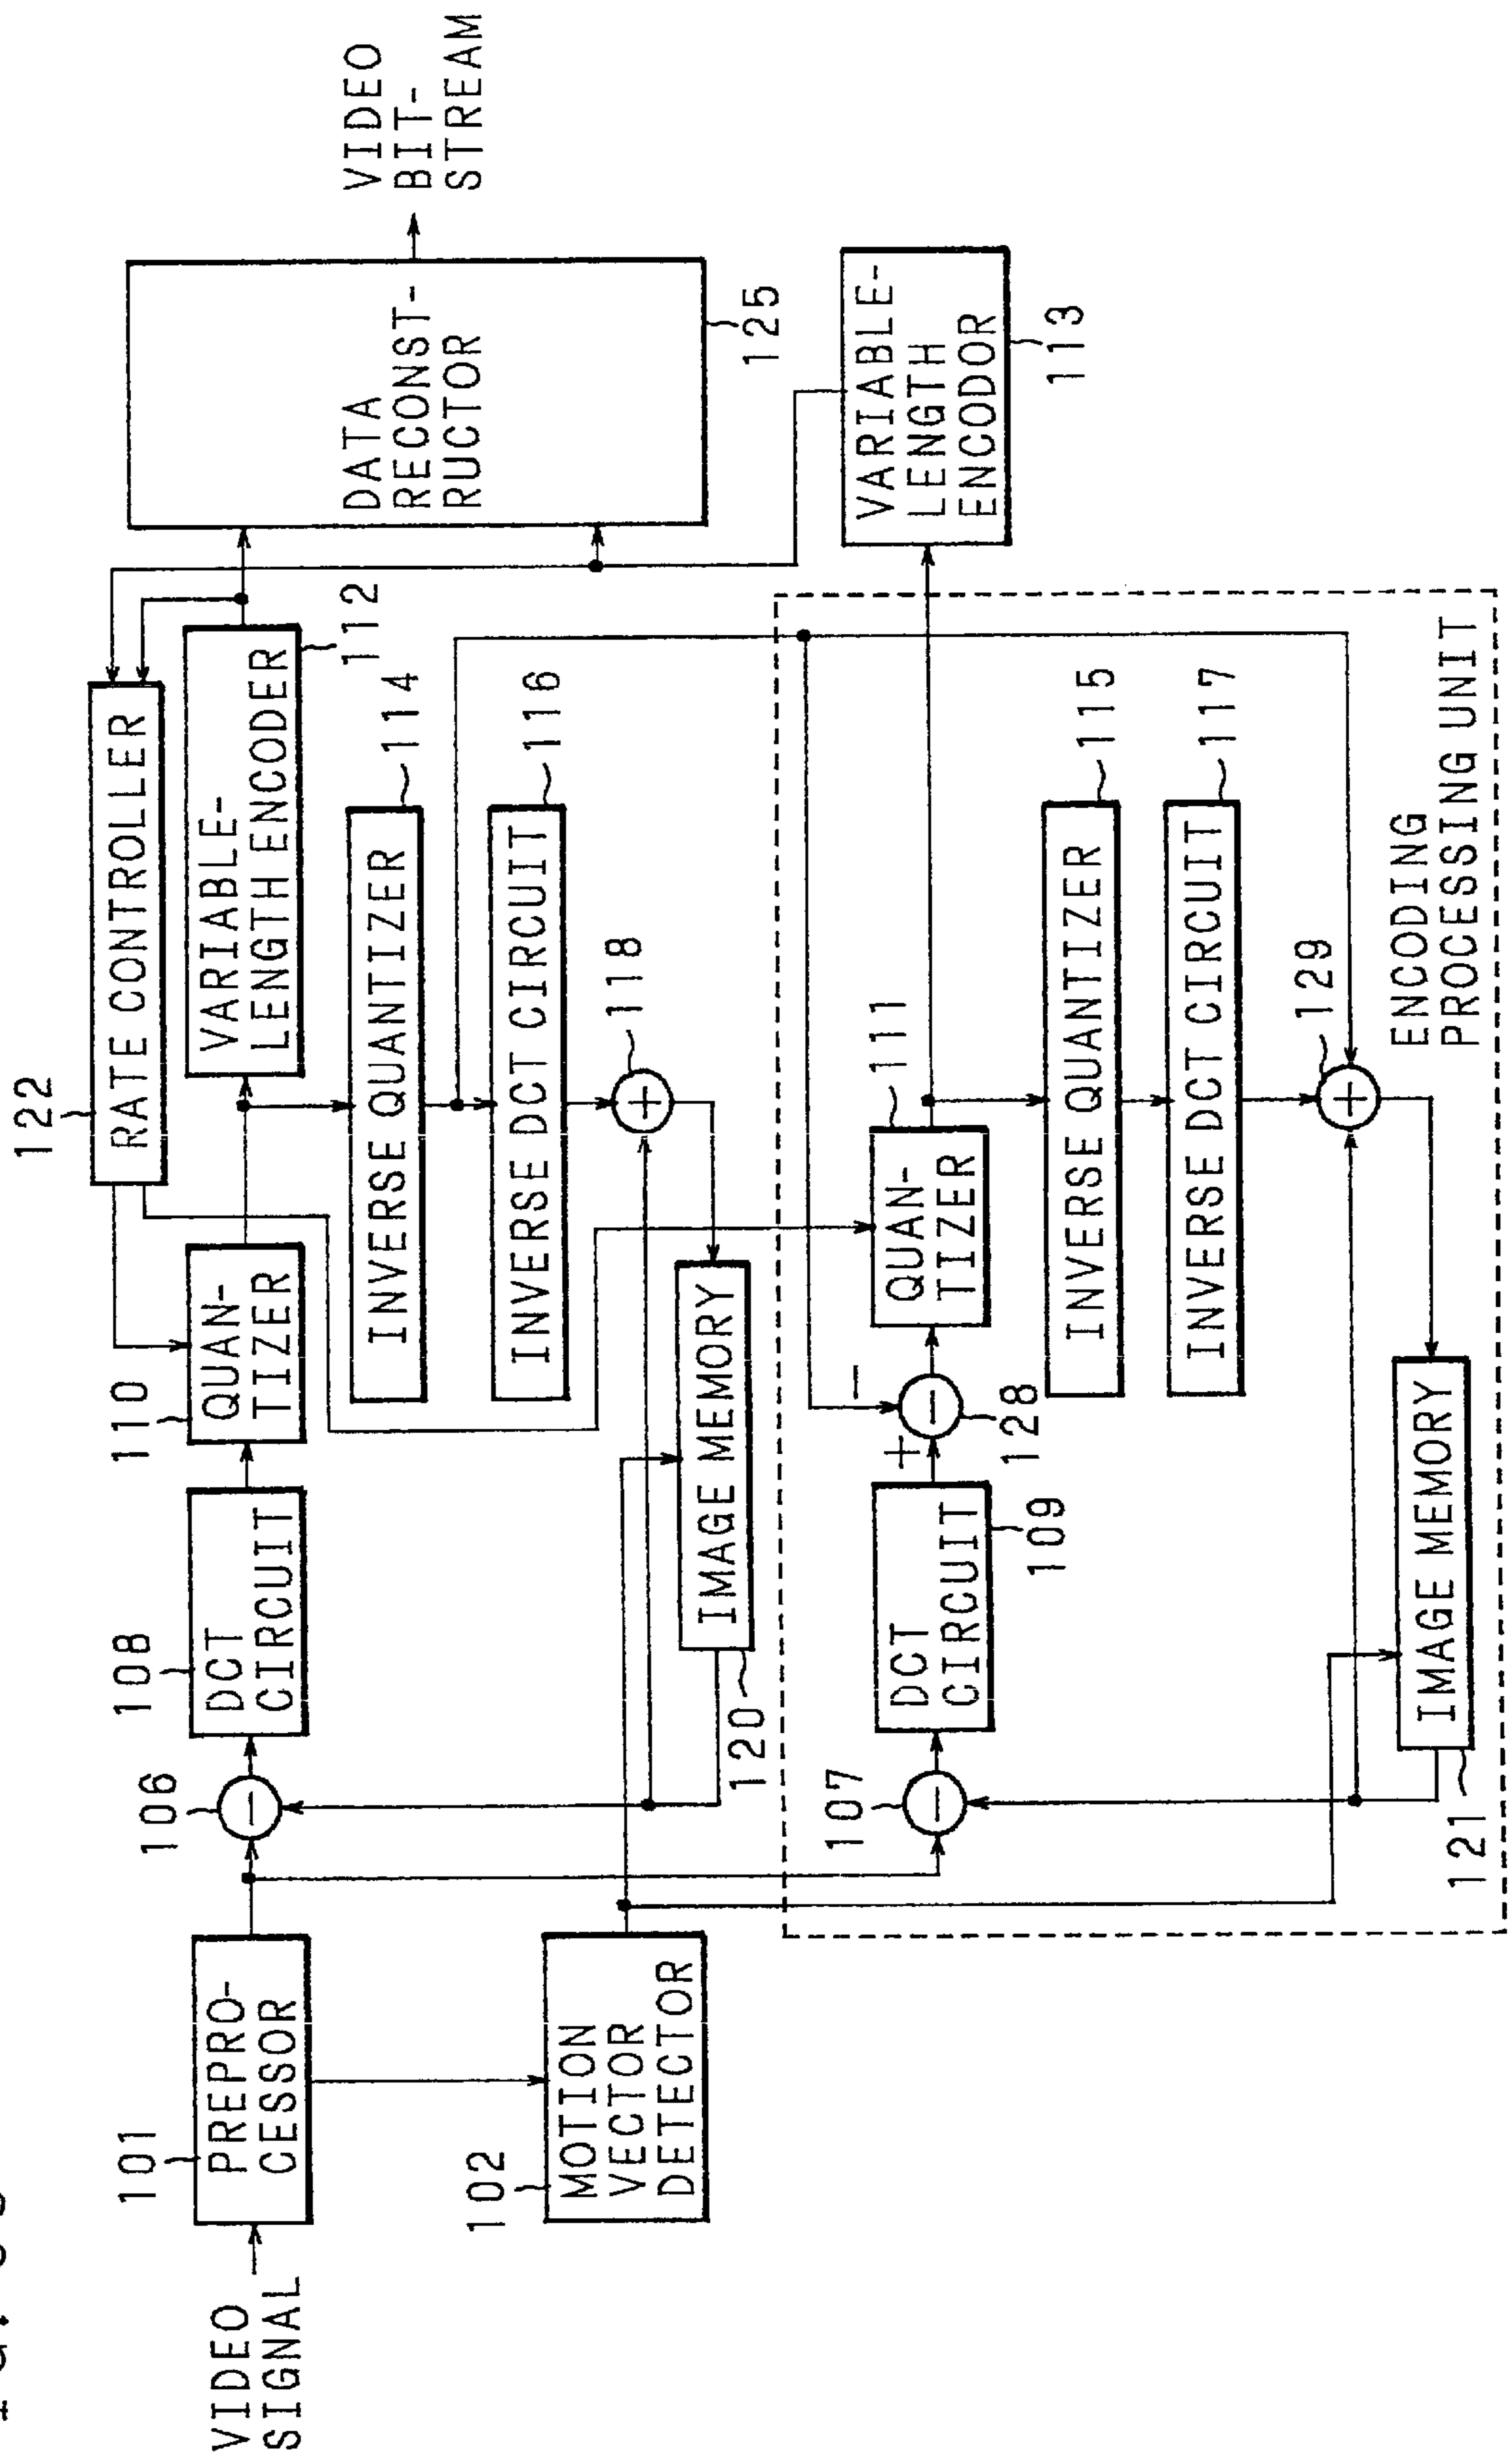 122
RATE CONTROLLER
VIDEO
SIGNAL
101
PREPRO-
CESSOR
106
108
DCT
CIRCUIT
110
QUAN-
TIZER
VARIABLE-
LENGTH ENCODER
112
DATA
RECONST-
RUCTOR
125
VIDEO
BIT-
STREAM
INVERSE QUANTIZER
114
INVERSE DCT CIRCUIT
116
118
102
MOTION
VECTOR
DETECTOR
IMAGE MEMORY
120
107
DCT
CIRCUIT
109
+
−
128
QUAN-
TIZER
111
VARIABLE-
LENGTH
ENCODOR
113
INVERSE QUANTIZER
115
INVERSE DCT CIRCUIT
117
129
IMAGE MEMORY
121
ENCODING
PROCESSING UNIT